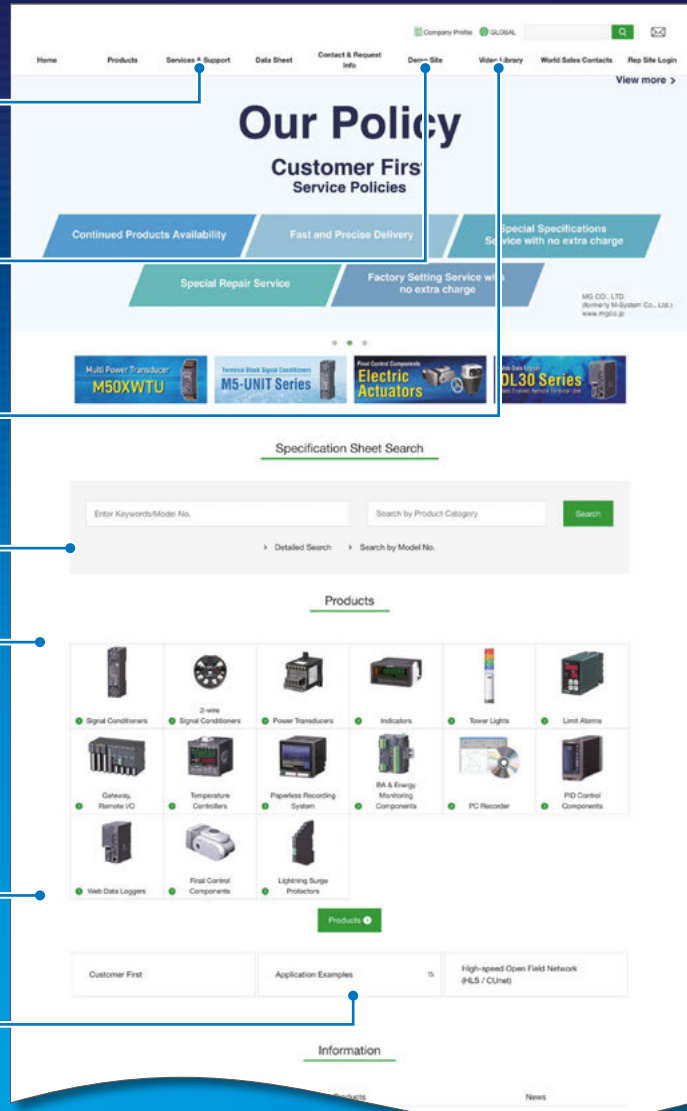 Company Profile GLOBAL
Home Products Services & Support Data Sheet Contact & Request Info Demo Site Video Library World Sales Contacts Rep Site Login
View more >
Our Policy
Customer First
Service Policies
Continued Products Availability
Fast and Precise Delivery
Special Specifications
Service with no extra charge
Special Repair Service
Factory Setting Service with
no extra charge
MG CO., LTD.
(formerly M-System Co., Ltd.)
www.mgco.jp
Multi Power Transducer
M50XWTU
Terminal Block Signal Conditioners
M5-UNIT Series
Final Control Components
Electric
Actuators
DL30 Series
Specification Sheet Search
Enter Keywords/Model No.
Search by Product Category
Search
> Detailed Search > Search by Model No.
Products
Signal Conditioners
2-wire
Signal Conditioners
Power Transducers
Indicators
Tower Lights
Limit Alarms
Gateway,
Remote I/O
Temperature
Controllers
Paperless Recording
System
BA & Energy
Monitoring
Components
PC Recorder
PID Control
Components
Web Data Loggers
Final Control
Components
Lightning Surge
Protectors
Products
Customer First
Application Examples
High-speed Open Field Network
(HLS / CUnet)
Information
Products
News